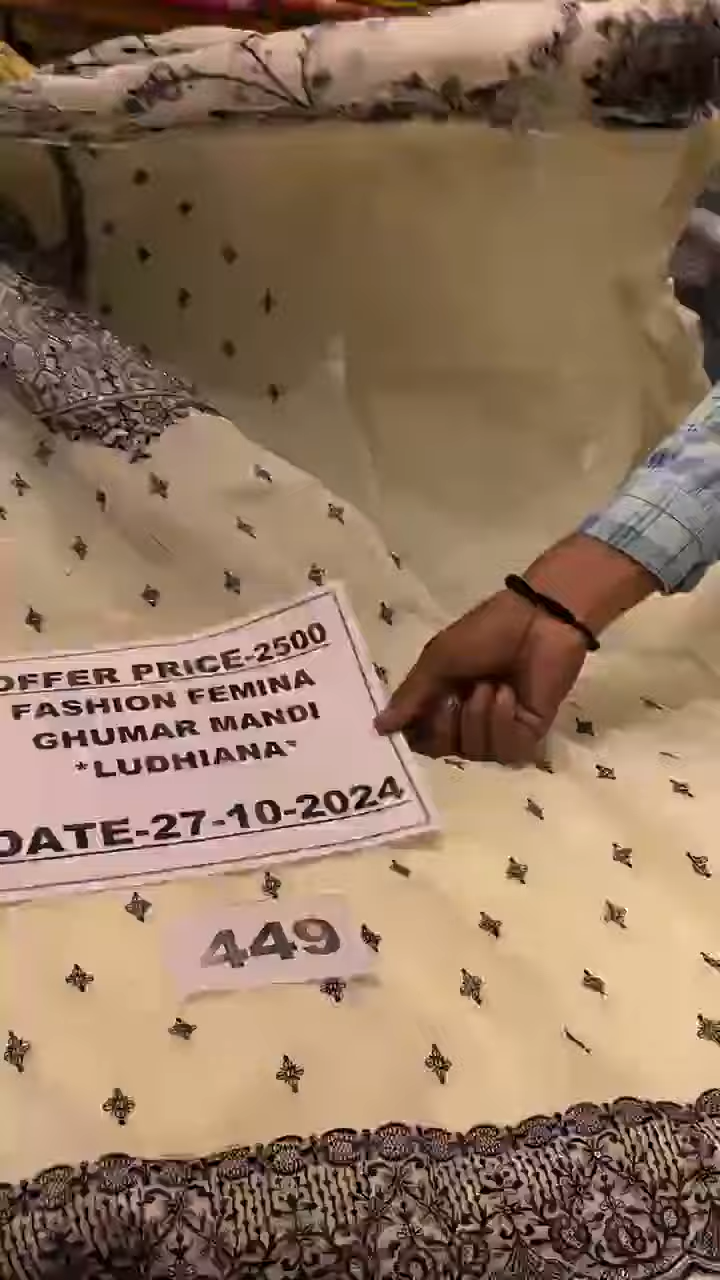 OFFER PRICE-2500
FASHION FEMINA
GHUMAR MANDI
*LUDHIANA*
DATE-27-10-2024
449